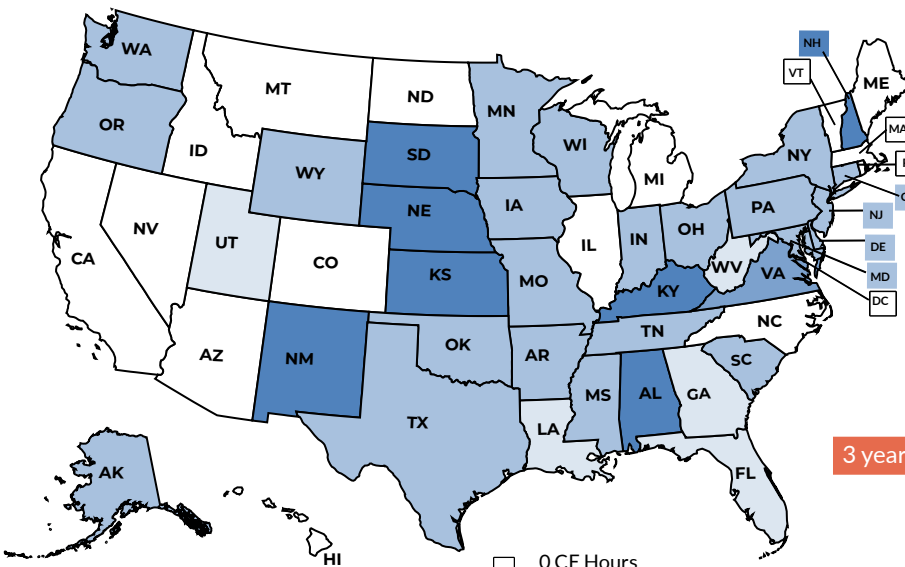 WA
NH
VT
ME
MT
ND
MN
OR
MA
ID
SD
WI
NY
WY
MI
NE
IA
PA
NJ
NV
UT
IL
IN
OH
DE
CA
CO
WV
KS
MO
KY
VA
MD
DC
NC
TN
AZ
NM
OK
AR
SC
MS
AL
GA
TX
LA
3 year
AK
FL
HI
0 CE Hours